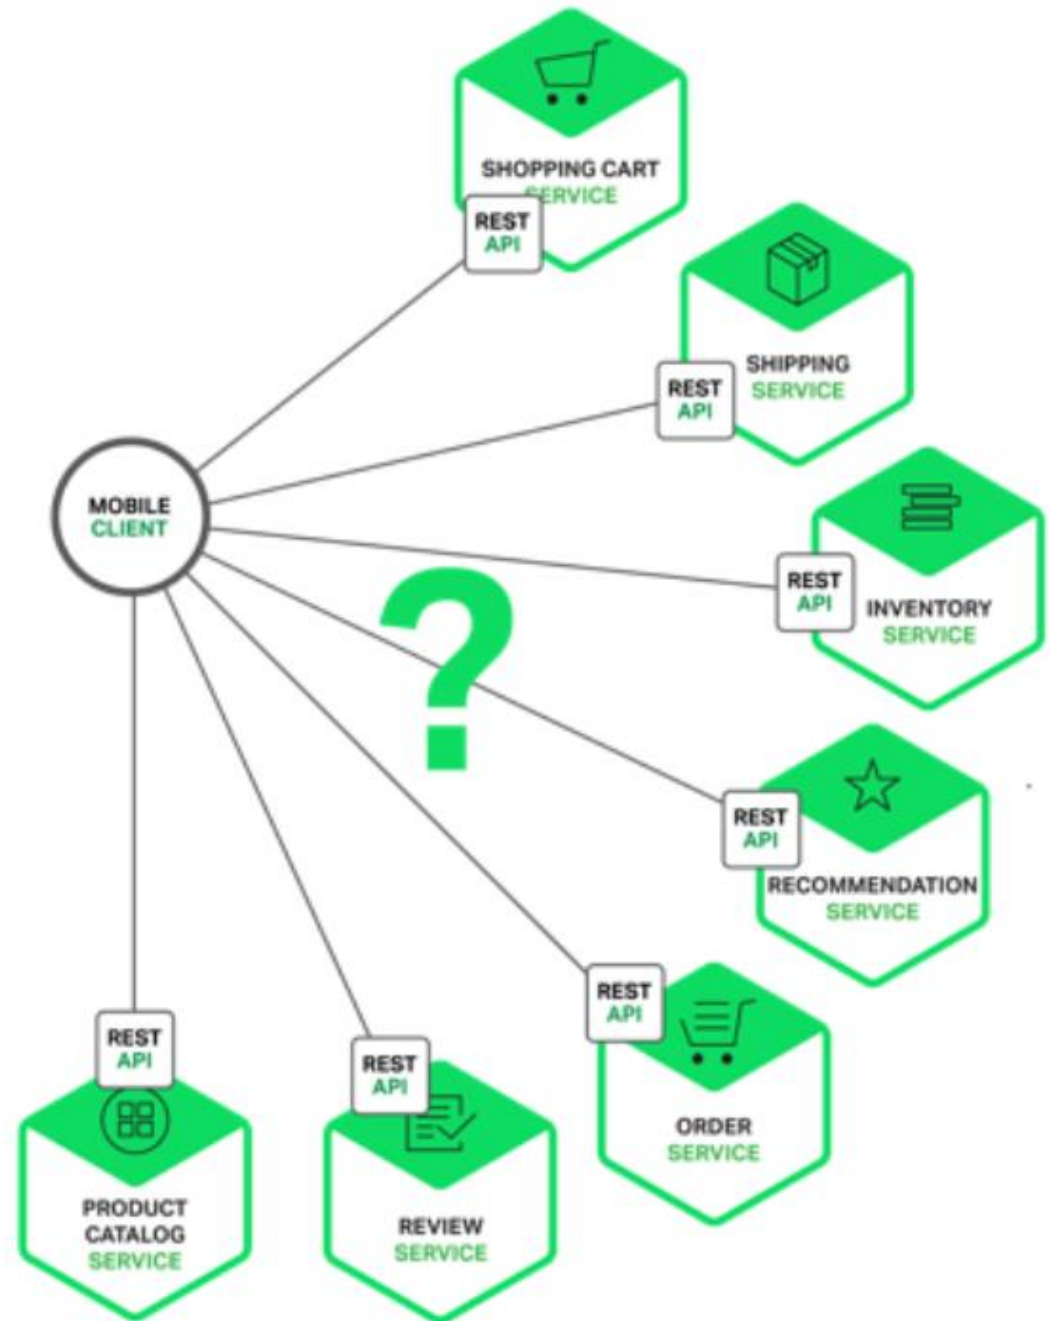 SHOPPING CART
SERVICE
REST
API
SHIPPING
SERVICE
REST
API
MOBILE
CLIENT
?
REST
API
INVENTORY
SERVICE
REST
API
RECOMMENDATION
SERVICE
REST
API
ORDER
SERVICE
REST
API
PRODUCT
CATALOG
SERVICE
REST
API
REVIEW
SERVICE